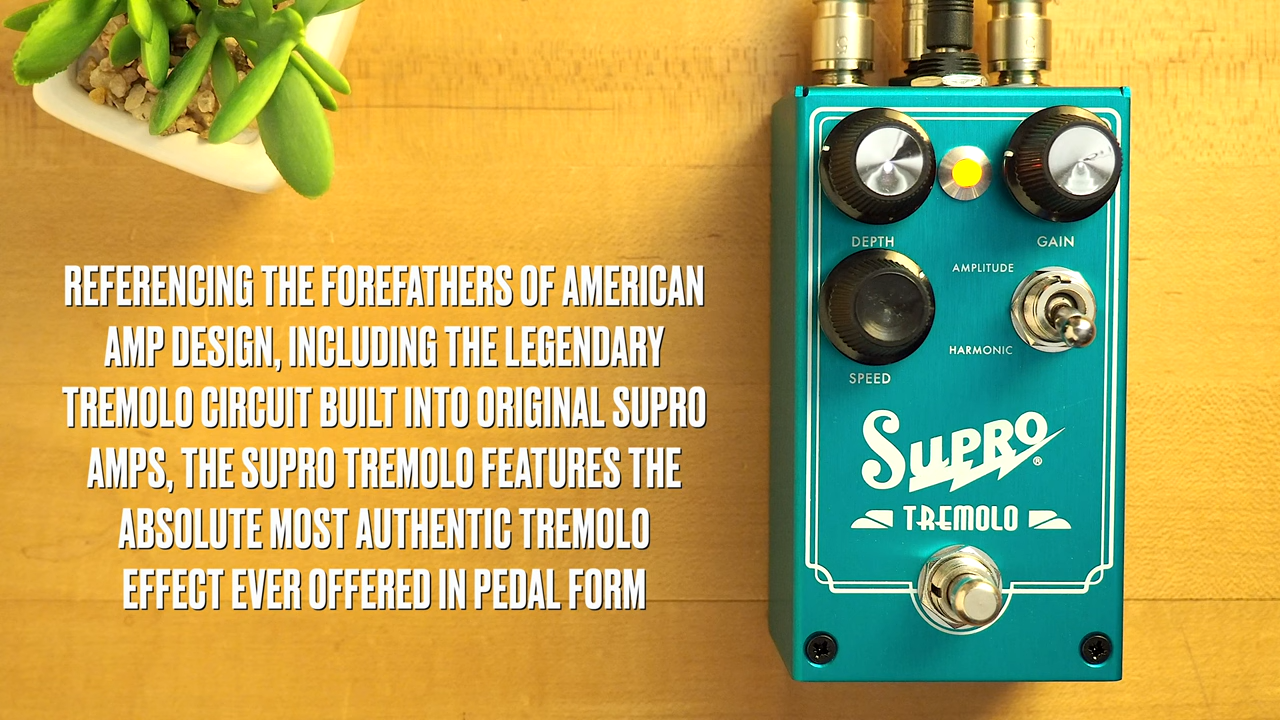 REFERENCING THE FOREFATHERS OF AMERICAN
AMP DESIGN, INCLUDING THE LEGENDARY
TREMOLO CIRCUIT BUILT INTO ORIGINAL SUPRO
AMPS, THE SUPRO TREMOLO FEATURES THE
ABSOLUTE MOST AUTHENTIC TREMOLO
EFFECT EVER OFFERED IN PEDAL FORM
DEPTH
GAIN
AMPLITUDE
HARMONIC
SPEED
SUPRO®
TREMOLO